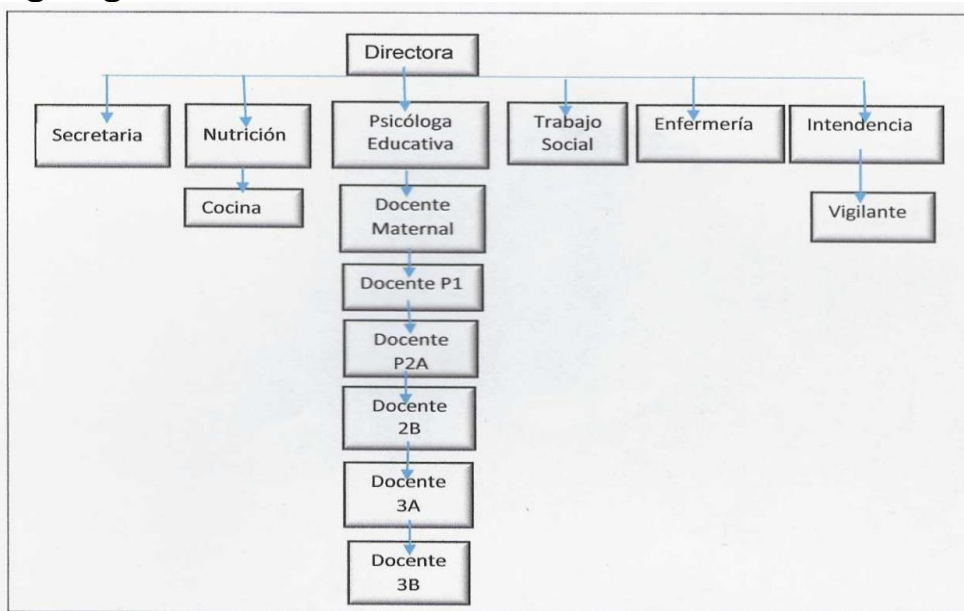 Directora
Secretaria
Nutrición
Psicóloga
Educativa
Trabajo
Social
Enfermería
Intendencia
Cocina
Docente
Maternal
Vigilante
Docente P1
Docente
P2A
Docente
2B
Docente
3A
Docente
3B